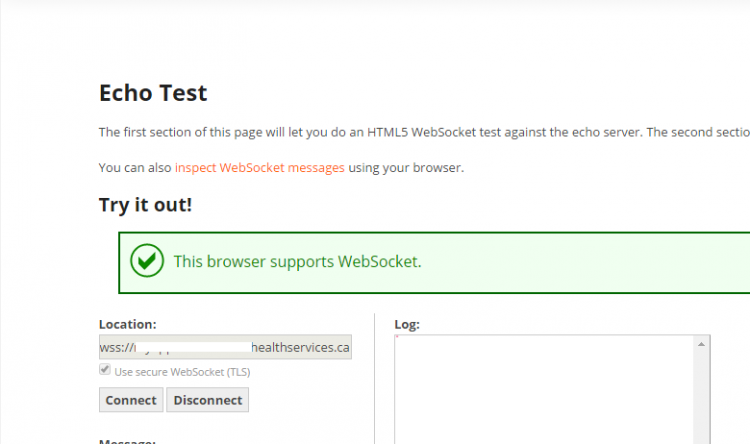 Echo Test
The first section of this page will let you do an HTML5 WebSocket test against the echo server. The second sectio
You can also inspect WebSocket messages using your browser.
Try it out!
This browser supports WebSocket.
Location:
Log:
wss:// healthservices.ca
Use secure WebSocket (TLS)
Connect Disconnect
Message: